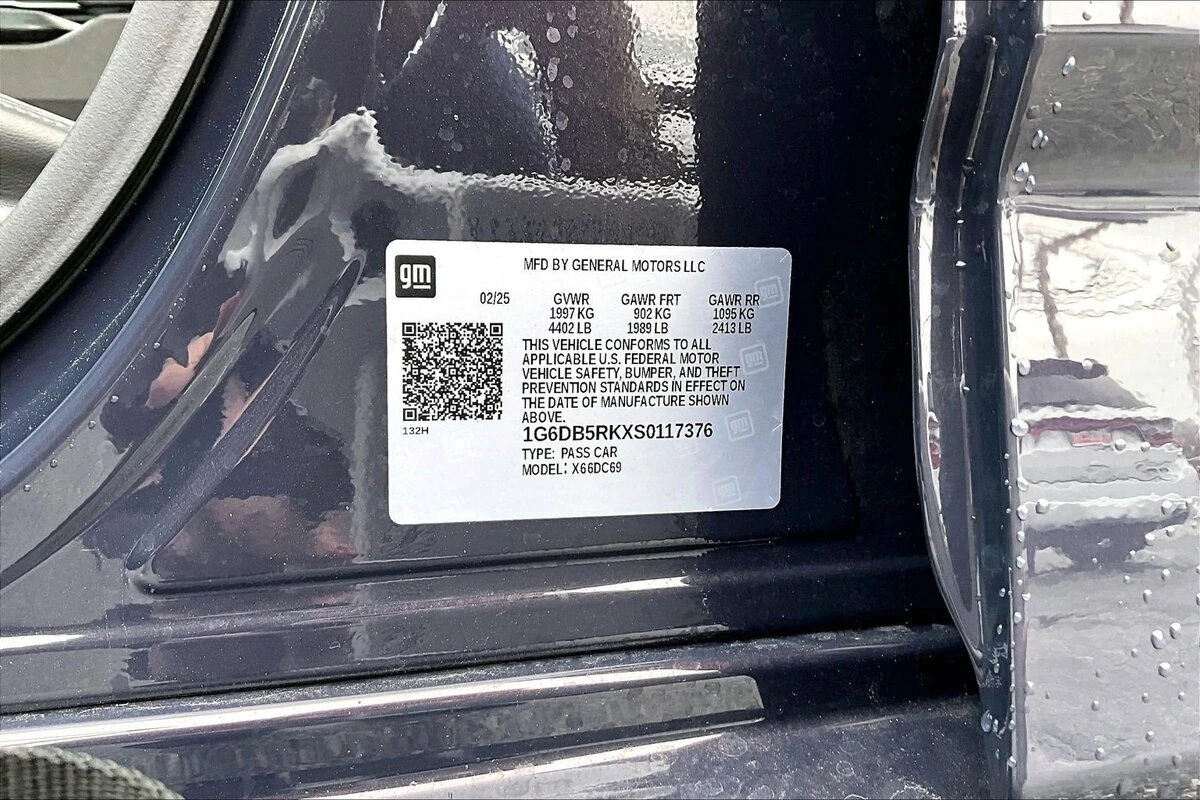 gm
MFD BY GENERAL MOTORS LLC
02/25 GVWR GAWR FRT GAWR RR
1997 KG 902 KG 1095 KG
4402 LB 1989 LB 2413 LB
THIS VEHICLE CONFORMS TO ALL
APPLICABLE U.S. FEDERAL MOTOR
VEHICLE SAFETY, BUMPER, AND THEFT
PREVENTION STANDARDS IN EFFECT ON
THE DATE OF MANUFACTURE SHOWN
ABOVE.
132H
1G6DB5RKXS0117376
TYPE: PASS CAR
MODEL: X66DC69